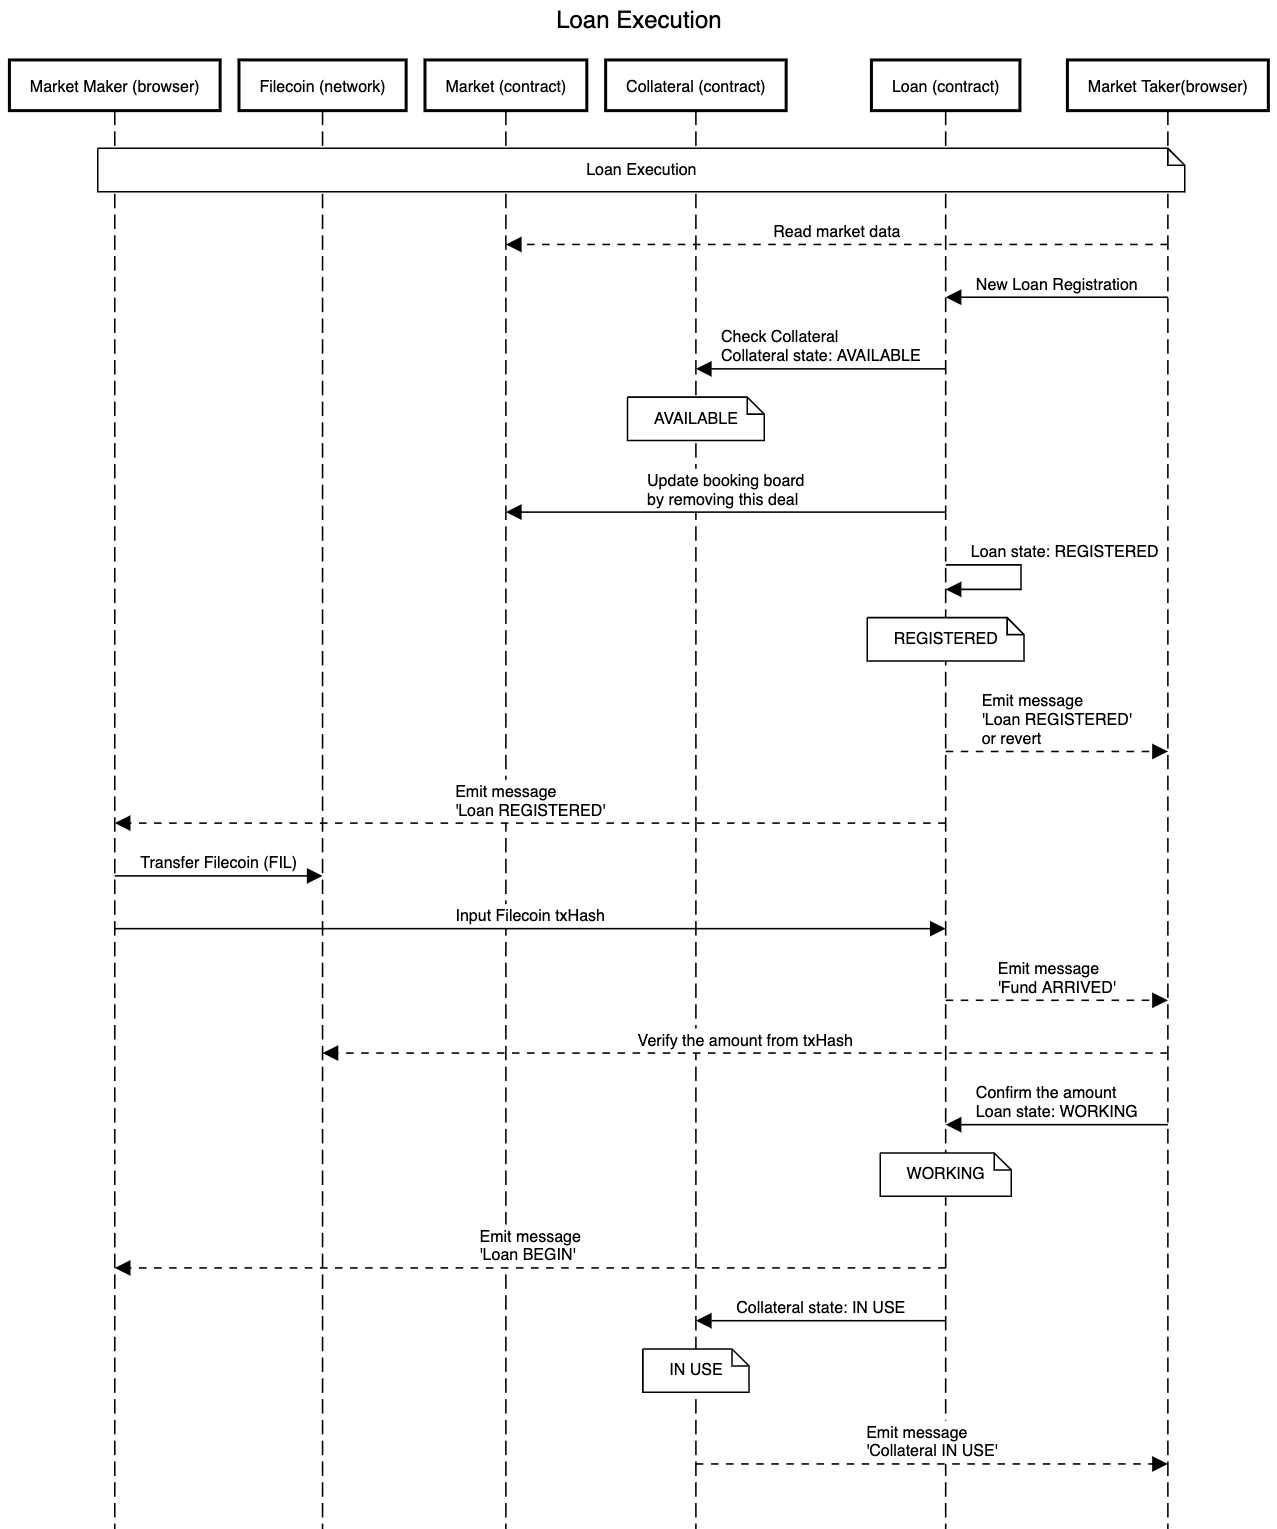 Loan Execution
Market Maker (browser)
Filecoin (network)
Market (contract)
Collateral (contract)
Loan (contract)
Market Taker(browser)
Loan Execution
Read market data
New Loan Registration
Check Collateral
Collateral state: AVAILABLE
AVAILABLE
Update booking board
by removing this deal
Loan state: REGISTERED
REGISTERED
Emit message
'Loan REGISTERED'
or revert
Emit message
'Loan REGISTERED'
Transfer Filecoin (FIL)
Input Filecoin txHash
Emit message
'Fund ARRIVED'
Verify the amount from txHash
Confirm the amount
Loan state: WORKING
WORKING
Emit message
'Loan BEGIN'
Collateral state: IN USE
IN USE
Emit message
'Collateral IN USE'